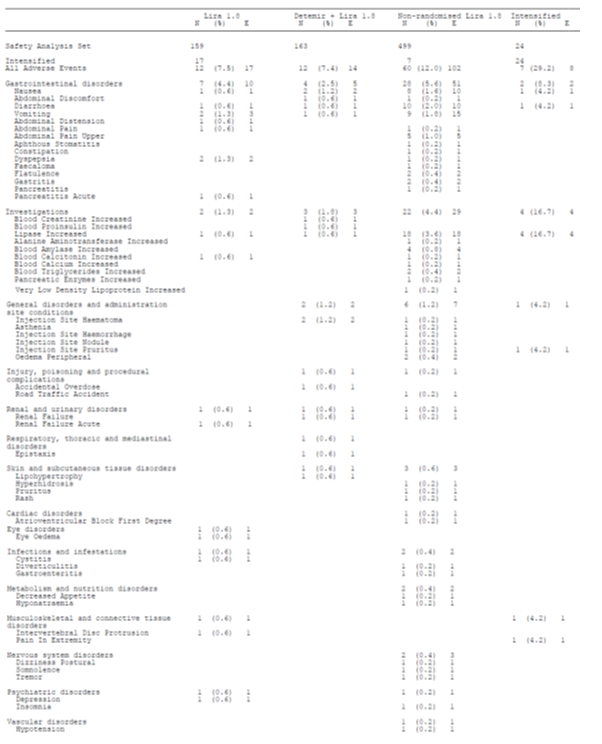 Lira 1.8 Detemir + Lira 1.8 Non-randomised Lira 1.8 Intensified
N (%) E N (%) E N (%) E N (%) E
Safety Analysis Set 159 163 499 24
Intensified 17 7 24
All Adverse Events 12 (7.5) 17 12 (7.4) 14 60 (12.0) 102 7 (29.2) 8
Gastrointestinal disorders 7 (4.4) 10 4 (2.5) 5 28 (5.6) 51 2 (8.3) 2
Nausea 1 (0.6) 1 2 (1.2) 2 8 (1.6) 10 1 (4.2) 1
Abdominal Discomfort 1 (0.6) 1 1 (0.2) 1
Diarrhoea 1 (0.6) 1 1 (0.6) 1 10 (2.0) 10 1 (4.2) 1
Vomiting 2 (1.3) 3 1 (0.6) 1 9 (1.8) 15
Abdominal Distension 1 (0.6) 1
Abdominal Pain 1 (0.6) 1 1 (0.2) 1
Abdominal Pain Upper 5 (1.0) 5
Aphthous Stomatitis 1 (0.2) 1
Constipation 1 (0.2) 1
Dyspepsia 2 (1.3) 2 1 (0.2) 1
Faecaloma 1 (0.2) 1
Flatulence 2 (0.4) 2
Gastritis 2 (0.4) 2
Pancreatitis 1 (0.2) 1
Pancreatitis Acute 1 (0.6) 1
Investigations 2 (1.3) 2 3 (1.8) 3 22 (4.4) 29 4 (16.7) 4
Blood Creatinine Increased 1 (0.6) 1
Blood Proinsulin Increased 1 (0.6) 1
Lipase Increased 1 (0.6) 1 1 (0.6) 1 18 (3.6) 18 4 (16.7) 4
Alanine Aminotransferase Increased 1 (0.2) 1
Blood Amylase Increased 4 (0.8) 4
Blood Calcitonin Increased 1 (0.6) 1 1 (0.2) 1
Blood Calcium Increased 1 (0.2) 1
Blood Triglycerides Increased 2 (0.4) 2
Pancreatic Enzymes Increased 1 (0.2) 1
Very Low Density Lipoprotein Increased 1 (0.2) 1
General disorders and administration 2 (1.2) 2 6 (1.2) 7 1 (4.2) 1
site conditions
Injection Site Haematoma 2 (1.2) 2 1 (0.2) 1
Asthenia 1 (0.2) 1
Injection Site Haemorrhage 1 (0.2) 1
Injection Site Nodule 1 (0.2) 1
Injection Site Pruritus 1 (0.2) 1 1 (4.2) 1
Oedema Peripheral 2 (0.4) 2
Injury, poisoning and procedural 1 (0.6) 1 1 (0.2) 1
complications
Accidental Overdose 1 (0.6) 1
Road Traffic Accident 1 (0.2) 1
Renal and urinary disorders 1 (0.6) 1 1 (0.6) 1 1 (0.2) 1
Renal Failure 1 (0.6) 1 1 (0.2) 1
Renal Failure Acute 1 (0.6) 1
Respiratory, thoracic and mediastinal 1 (0.6) 1
disorders
Epistaxis 1 (0.6) 1
Skin and subcutaneous tissue disorders 1 (0.6) 1 3 (0.6) 3
Lipohypertrophy 1 (0.6) 1
Hyperhidrosis 1 (0.2) 1
Pruritus 1 (0.2) 1
Rash 1 (0.2) 1
Cardiac disorders 1 (0.2) 1
Atrioventricular Block First Degree 1 (0.2) 1
Eye disorders 1 (0.6) 1
Eye Oedema 1 (0.6) 1
Infections and infestations 1 (0.6) 1 2 (0.4) 2
Cystitis 1 (0.6) 1
Diverticulitis 1 (0.2) 1
Gastroenteritis 1 (0.2) 1
Metabolism and nutrition disorders 2 (0.4) 2
Decreased Appetite 1 (0.2) 1
Hyponatraemia 1 (0.2) 1
Musculoskeletal and connective tissue 1 (0.6) 1 1 (4.2) 1
disorders
Intervertebral Disc Protrusion 1 (0.6) 1
Pain In Extremity 1 (4.2) 1
Nervous system disorders 2 (0.4) 3
Dizziness Postural 1 (0.2) 1
Somnolence 1 (0.2) 1
Tremor 1 (0.2) 1
Psychiatric disorders 1 (0.6) 1 1 (0.2) 1
Depression 1 (0.6) 1
Insomnia 1 (0.2) 1
Vascular disorders 1 (0.2) 1
Hypotension 1 (0.2) 1